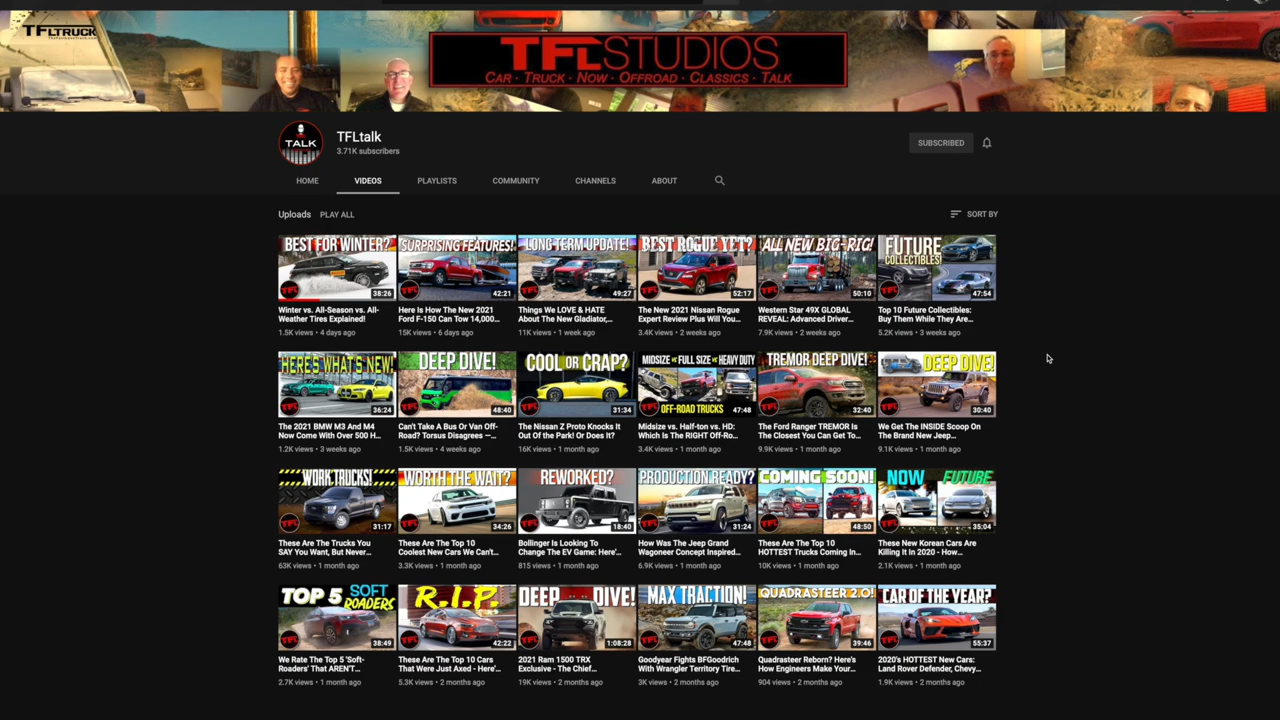 TFLTRUCK
TFLSTUDIOS
CAR · TRUCK · NOW · OFFROAD · CLASSICS · TALK
TALK
TFLtalk
3.71K subscribers
SUBSCRIBED
HOME VIDEOS PLAYLISTS COMMUNITY CHANNELS ABOUT
Uploads PLAY ALL SORT BY
BEST FOR WINTER? SURPRISING FEATURES! LONG TERM UPDATE! BEST ROGUE YET? ALL NEW BIG-RIG! FUTURE
COLLECTIBLES!
TFL 38:26 TFL 42:21 TFL 49:27 TFL 52:17 TFL 50:10 TFL 47:54
Winter vs. All-Season vs. All- Here Is How The New 2021 Things We LOVE & HATE The New 2021 Nissan Rogue Western Star 49X GLOBAL Top 10 Future Collectibles:
Weather Tires Explained! Ford F-150 Can Tow 14,000... About The New Gladiator,... Expert Review Plus Will You... REVEAL: Advanced Driver... Buy Them While They Are...
1.5K views • 4 days ago 15K views • 6 days ago 11K views • 1 week ago 3.4K views • 2 weeks ago 7.9K views • 2 weeks ago 5.2K views • 3 weeks ago
HERE'S WHAT'S NEW! DEEP DIVE! COOL OR CRAP? MIDSIZE vs FULL SIZE vs HEAVY DUTY TREMOR DEEP DIVE! DEEP DIVE!
OFF-ROAD TRUCKS
TFL 36:24 TFL 48:40 TFL 31:34 TFL 47:48 TFL 32:40 TFL 30:40
The 2021 BMW M3 And M4 Can't Take A Bus Or Van Off- The Nissan Z Proto Knocks It Midsize vs. Half-ton vs. HD: The Ford Ranger TREMOR Is We Get The INSIDE Scoop On
Now Come With Over 500 H... Road? Torsus Disagrees —... Out Of the Park! Or Does It? Which Is The RIGHT Off-Ro... The Closest You Can Get To... The Brand New Jeep...
1.2K views • 3 weeks ago 1.5K views • 4 weeks ago 16K views • 1 month ago 3.4K views • 1 month ago 9.9K views • 1 month ago 9.1K views • 1 month ago
WORK TRUCKS! WORTH THE WAIT? REWORKED? PRODUCTION READY? COMING SOON! NOW FUTURE
TFL 31:17 TFL 34:26 TFL 18:40 TFL 31:24 TFL 48:50 TFL 35:04
These Are The Trucks You These Are The Top 10 Bollinger Is Looking To How Was The Jeep Grand These Are The Top 10 These New Korean Cars Are
SAY You Want, But Never... Coolest New Cars We Can't... Change The EV Game: Here'... Wagoneer Concept Inspired... HOTTEST Trucks Coming In... Killing It In 2020 - How...
63K views • 1 month ago 3.3K views • 1 month ago 815 views • 1 month ago 6.9K views • 1 month ago 10K views • 1 month ago 2.1K views • 1 month ago
TOP 5 SOFT ROADERS R.I.P. DEEP DIVE! MAX TRACTION! QUADRASTEER 2.0! CAR OF THE YEAR?
TFL 38:49 TFL 42:22 TFL 1:08:28 TFL 47:48 TFL 39:46 TFL 55:37
We Rate The Top 5 'Soft- These Are The Top 10 Cars 2021 Ram 1500 TRX Goodyear Fights BFGoodrich Quadrasteer Reborn? Here's 2020's HOTTEST New Cars:
Roaders' That AREN'T... That Were Just Axed - Here'... Exclusive - The Chief... With Wrangler Territory Tire... How Engineers Make Your... Land Rover Defender, Chevy...
2.7K views • 1 month ago 5.3K views • 2 months ago 19K views • 2 months ago 3K views • 2 months ago 904 views • 2 months ago 1.9K views • 2 months ago